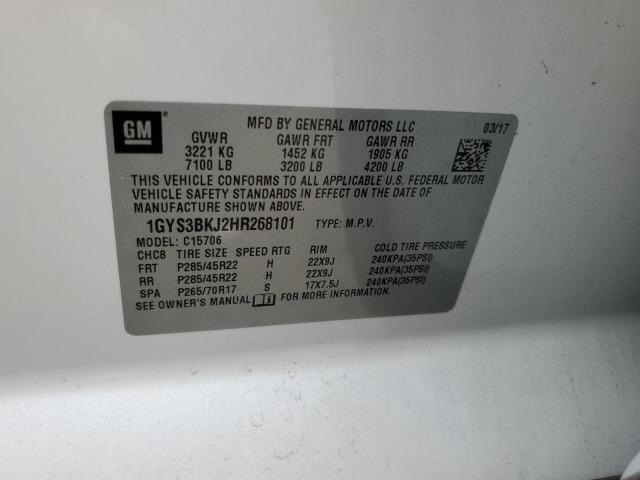 GM
MFD BY GENERAL MOTORS LLC 03/17
GVWR GAWR FRT GAWR RR
3221 KG 1452 KG 1905 KG
7100 LB 3200 LB 4200 LB
THIS VEHICLE CONFORMS TO ALL APPLICABLE U.S. FEDERAL MOTOR
VEHICLE SAFETY STANDARDS IN EFFECT ON THE DATE OF
MANUFACTURE SHOWN ABOVE.
1GYS3BKJ2HR268101 TYPE: M.P.V.
MODEL: C15706
CHC8 TIRE SIZE SPEED RTG RIM COLD TIRE PRESSURE
FRT P285/45R22 H 22X9J 240KPA(35PSI)
RR P285/45R22 H 22X9J 240KPA(35PSI)
SPA P265/70R17 S 17X7.5J 240KPA(35PSI)
SEE OWNER'S MANUAL FOR MORE INFORMATION.